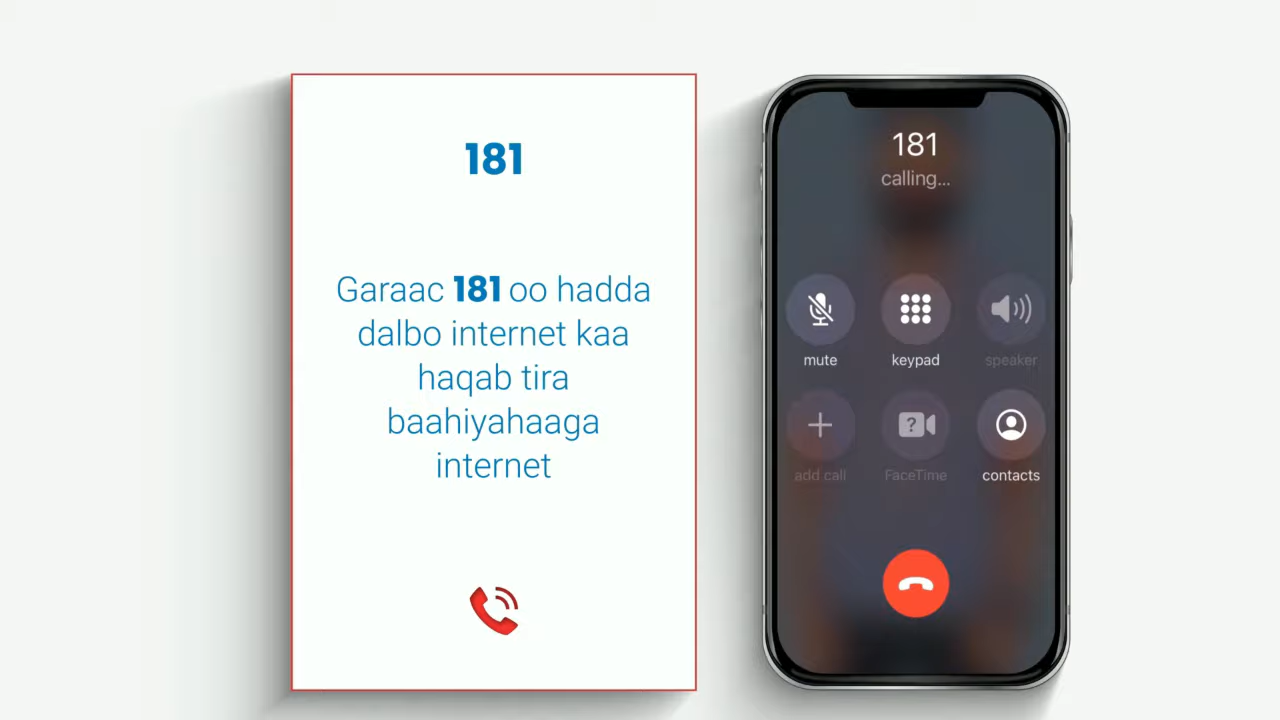 181
Garaac 181 oo hadda
dalbo internet kaa
haqab tira
baahiyahaaga
internet
181
calling...
mute
keypad
speaker
add call
FaceTime
contacts